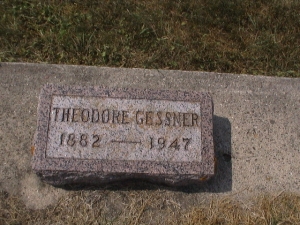 THEODORE GESSNER
1882 — 1947